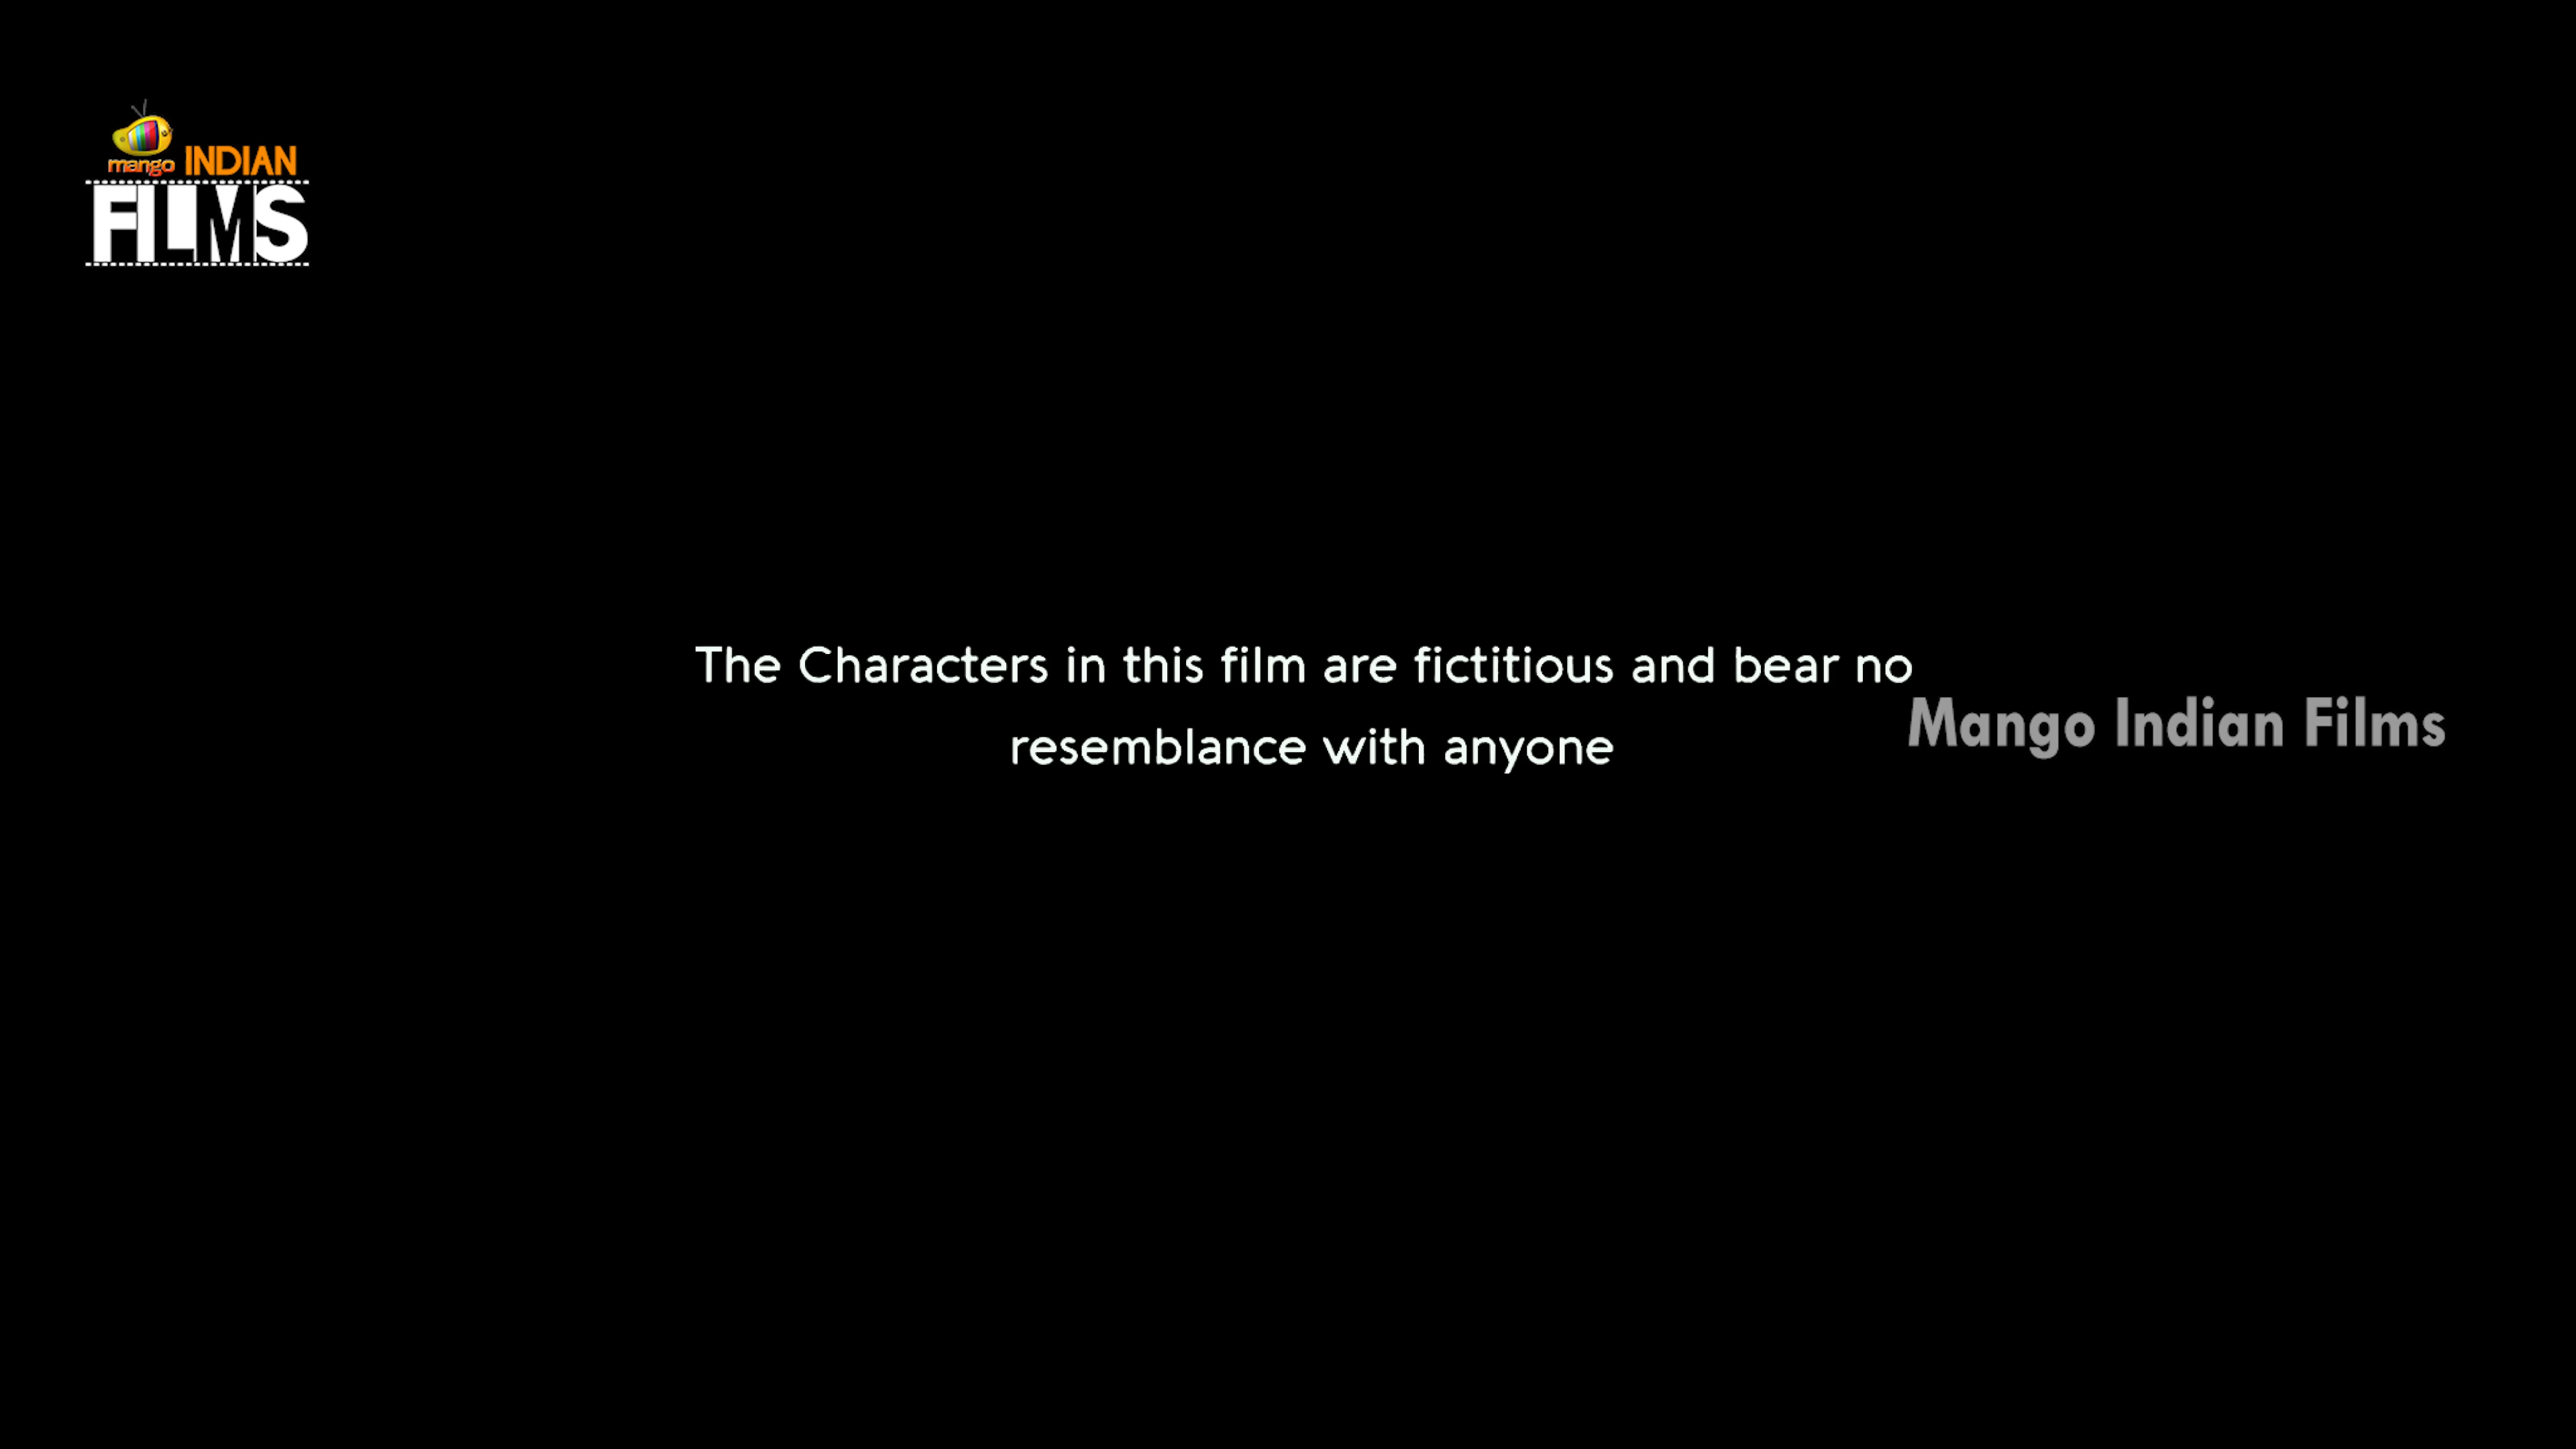 mango INDIAN
FILMS
The Characters in this film are fictitious and bear no
resemblance with anyone
Mango Indian Films